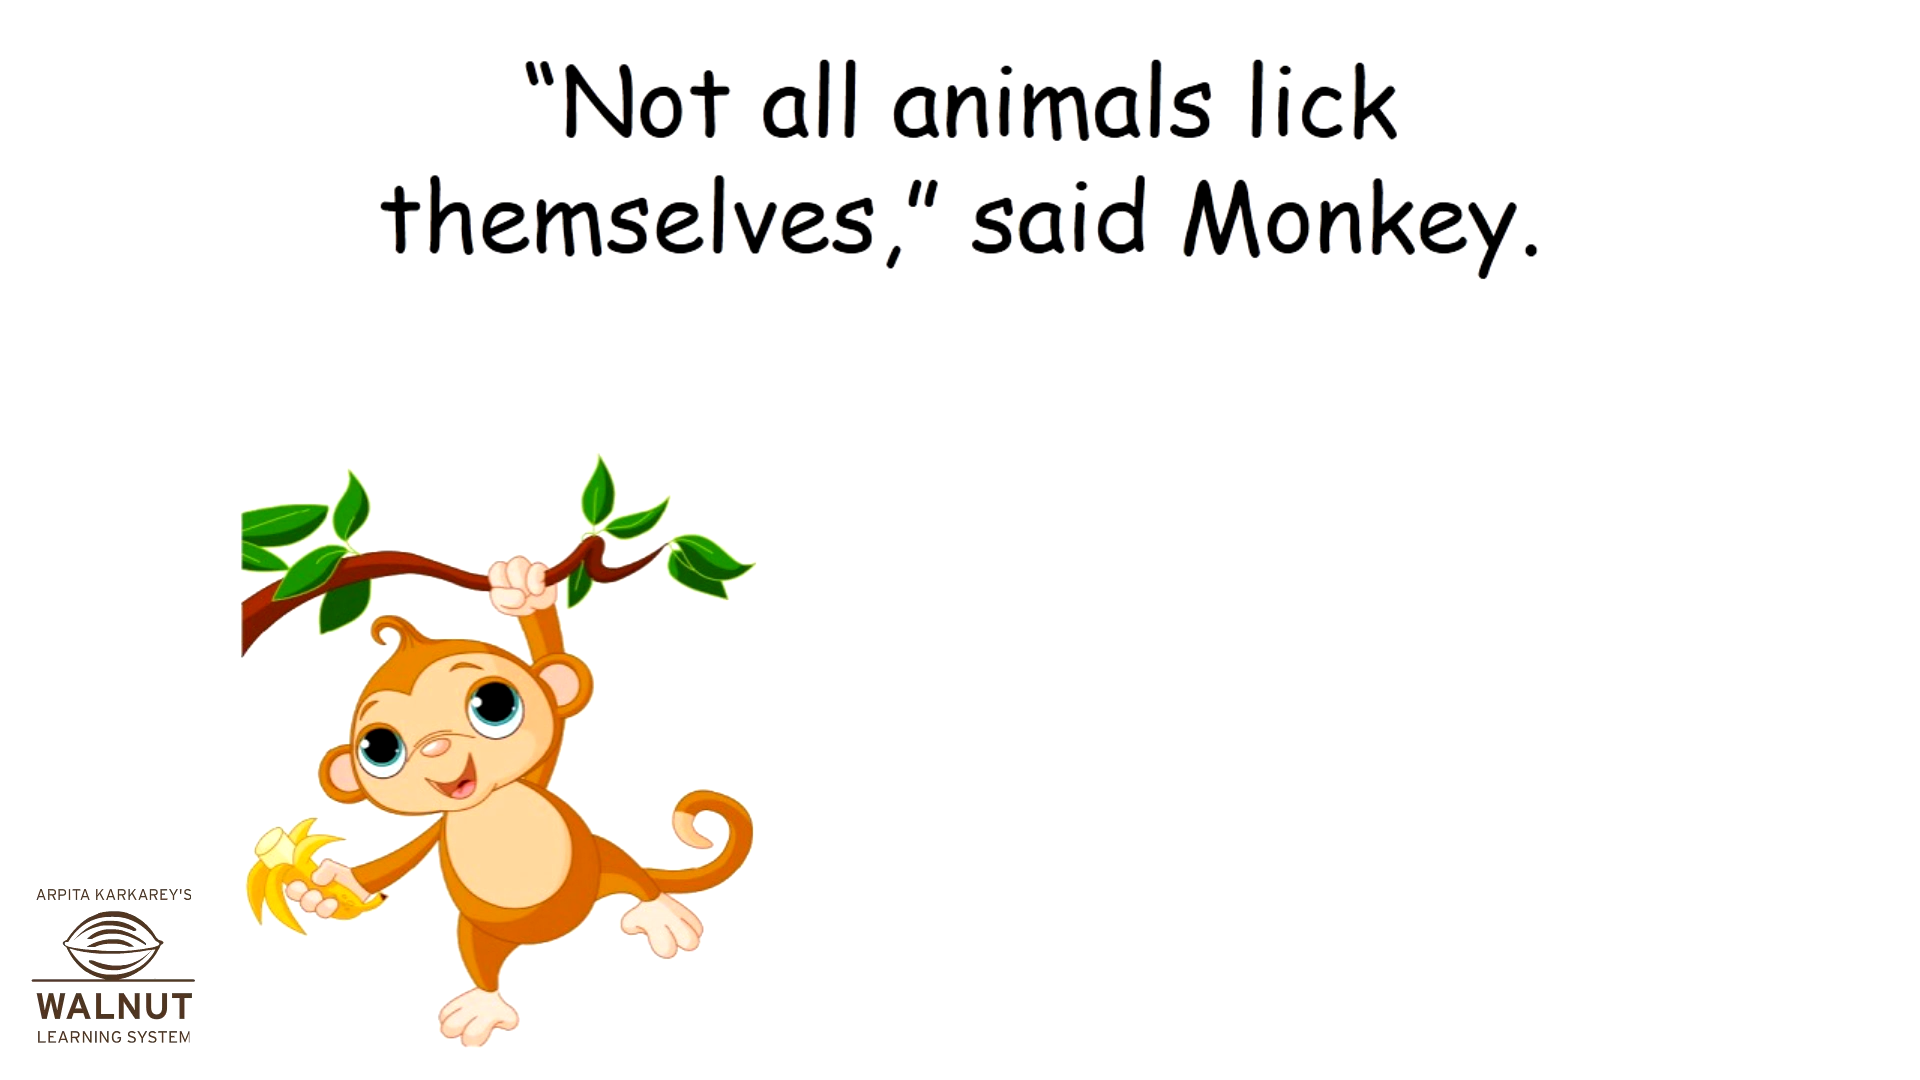 “Not all animals lick
themselves,” said Monkey.
ARPITA KARKAREY'S
WALNUT
LEARNING SYSTEM